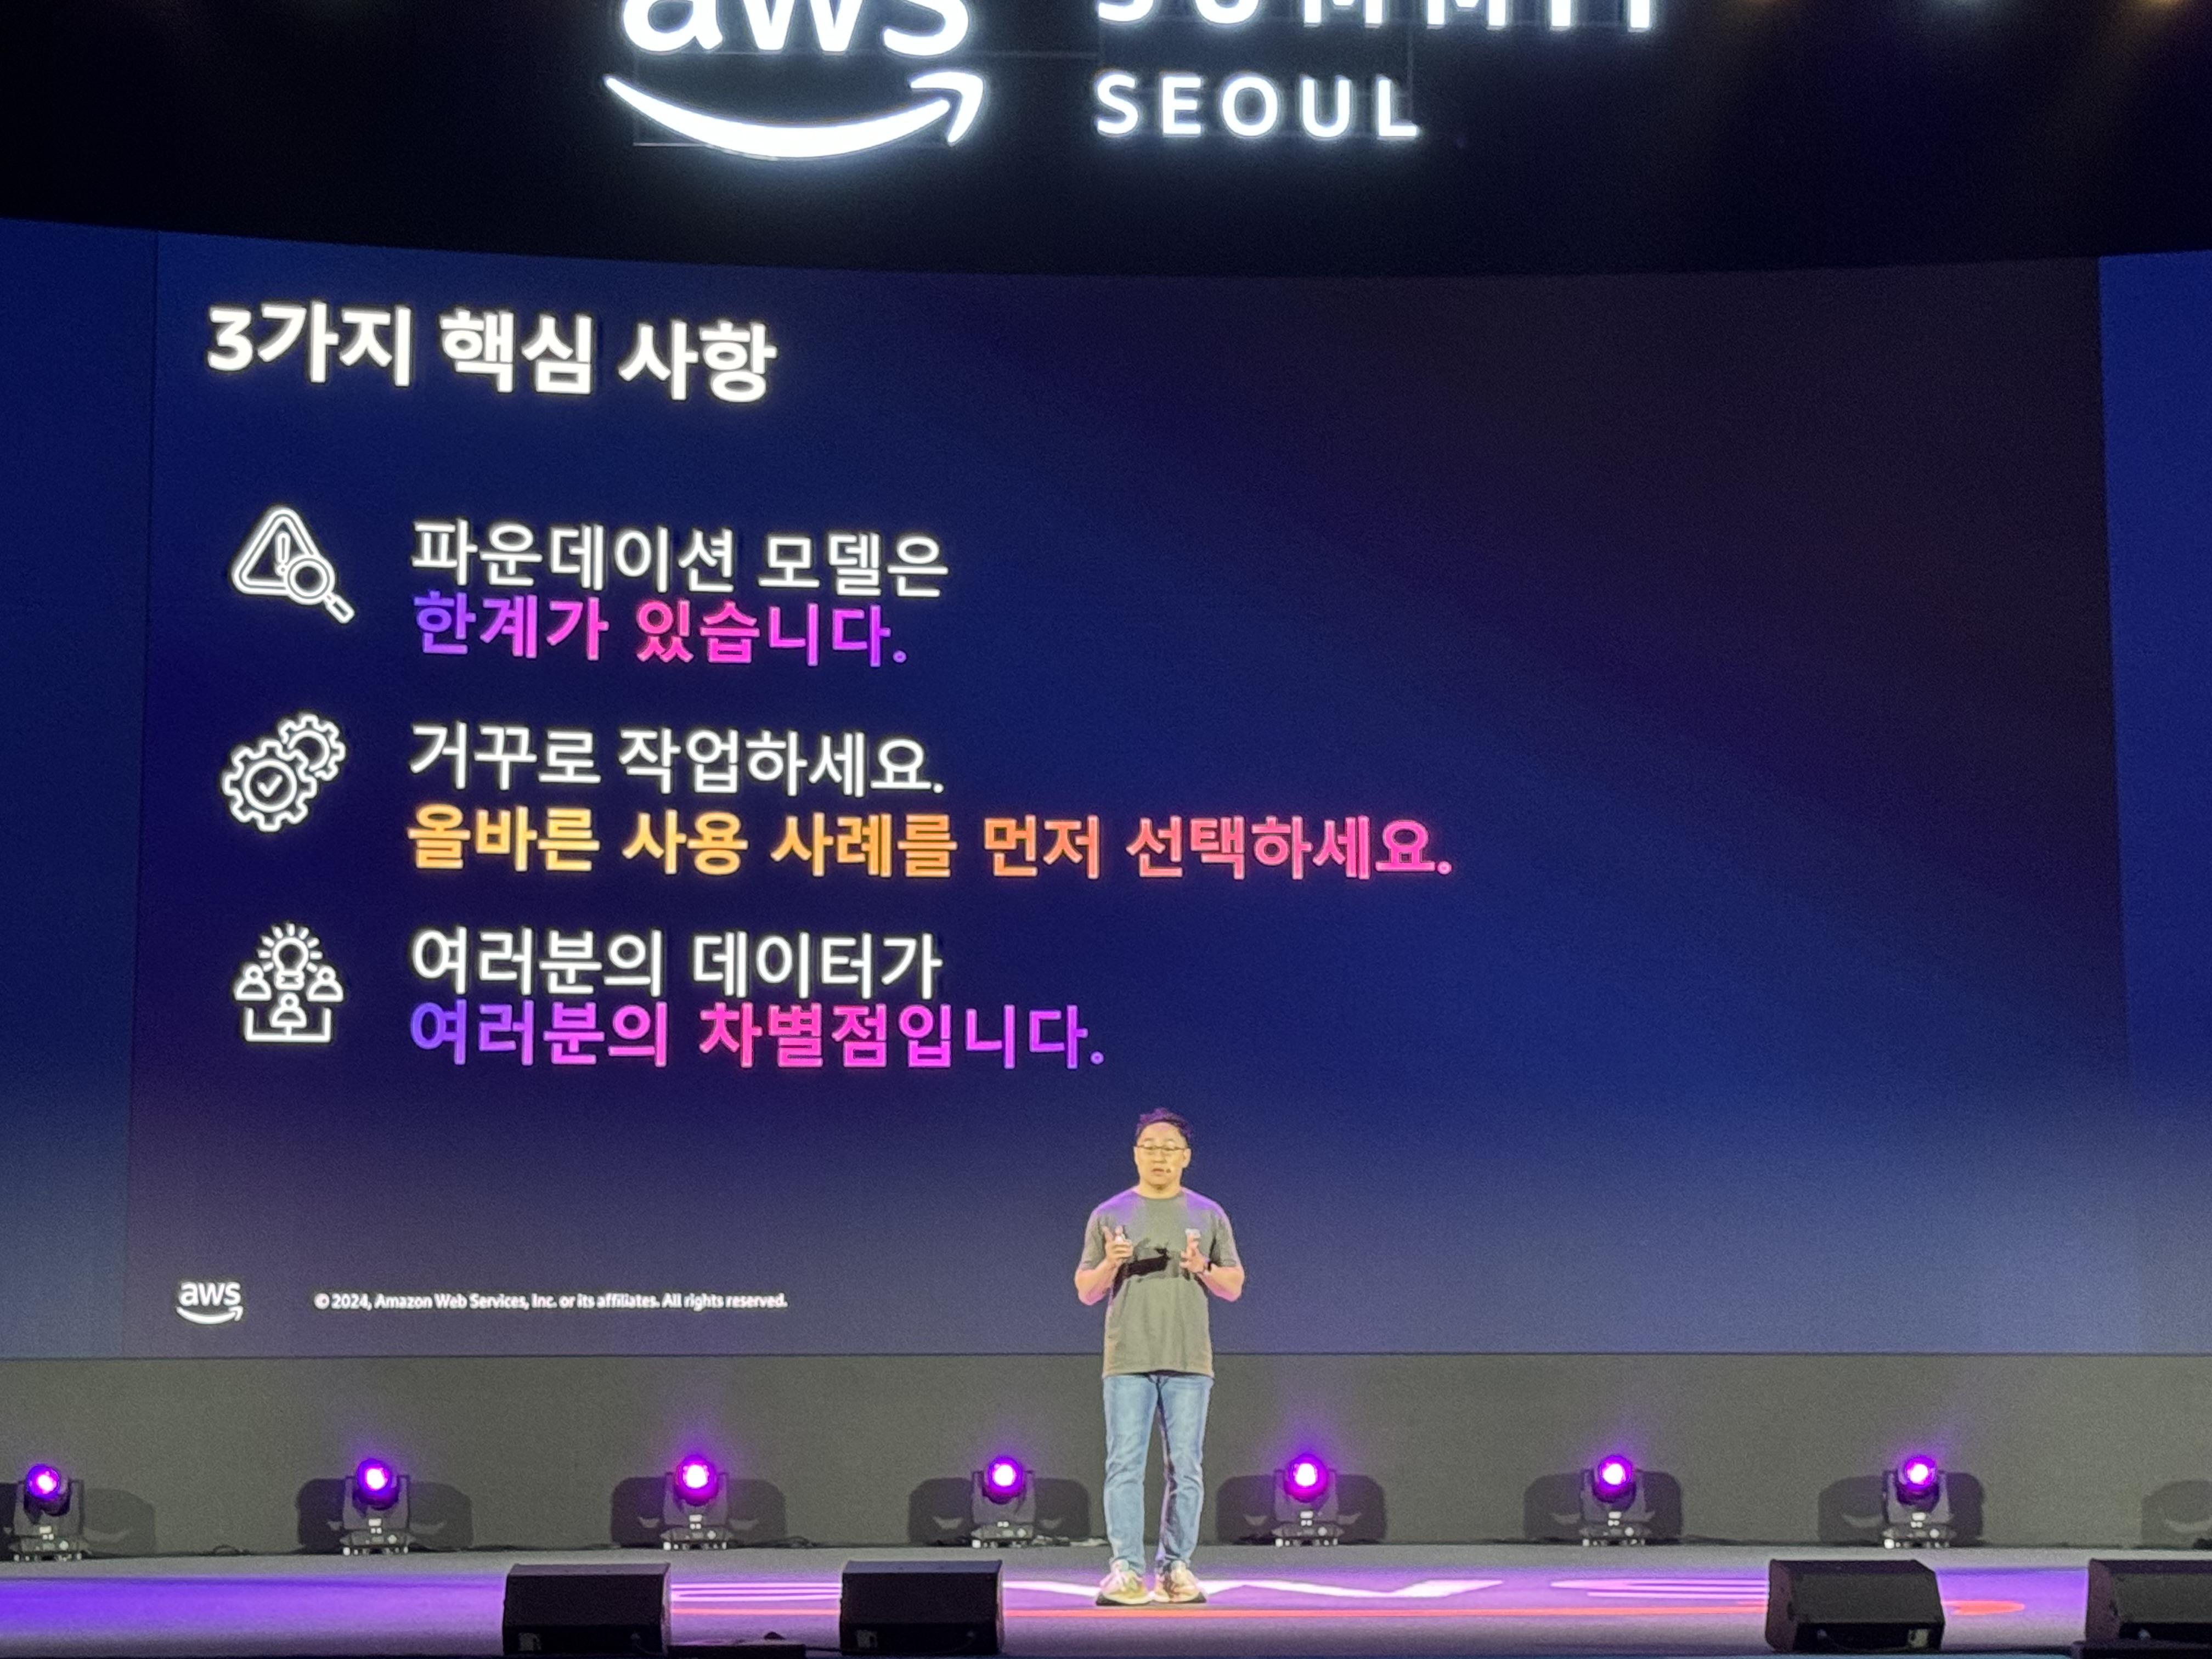 aws SUMMIT
SEOUL
3가지 핵심 사항
파운데이션 모델은
한계가 있습니다.
거꾸로 작업하세요.
올바른 사용 사례를 먼저 선택하세요.
여러분의 데이터가
여러분의 차별점입니다.
aws
© 2024, Amazon Web Services, Inc. or its affiliates. All rights reserved.